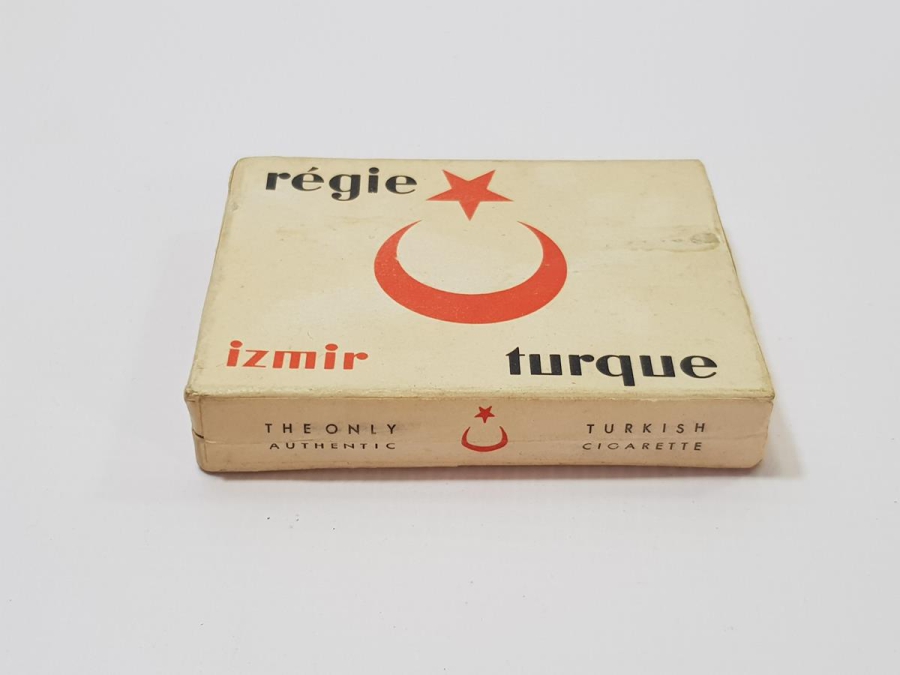 régie
izmir
turque
THE ONLY
AUTHENTIC
TURKISH
CIGARETTE